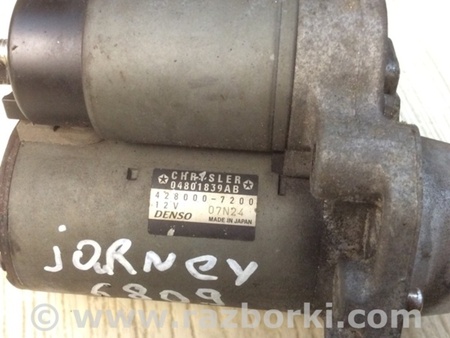 CHRYSLER
04801839AB
428000-7200
12V 07N24
DENSO MADE IN JAPAN
jORNEY
6809
www.razborki.com